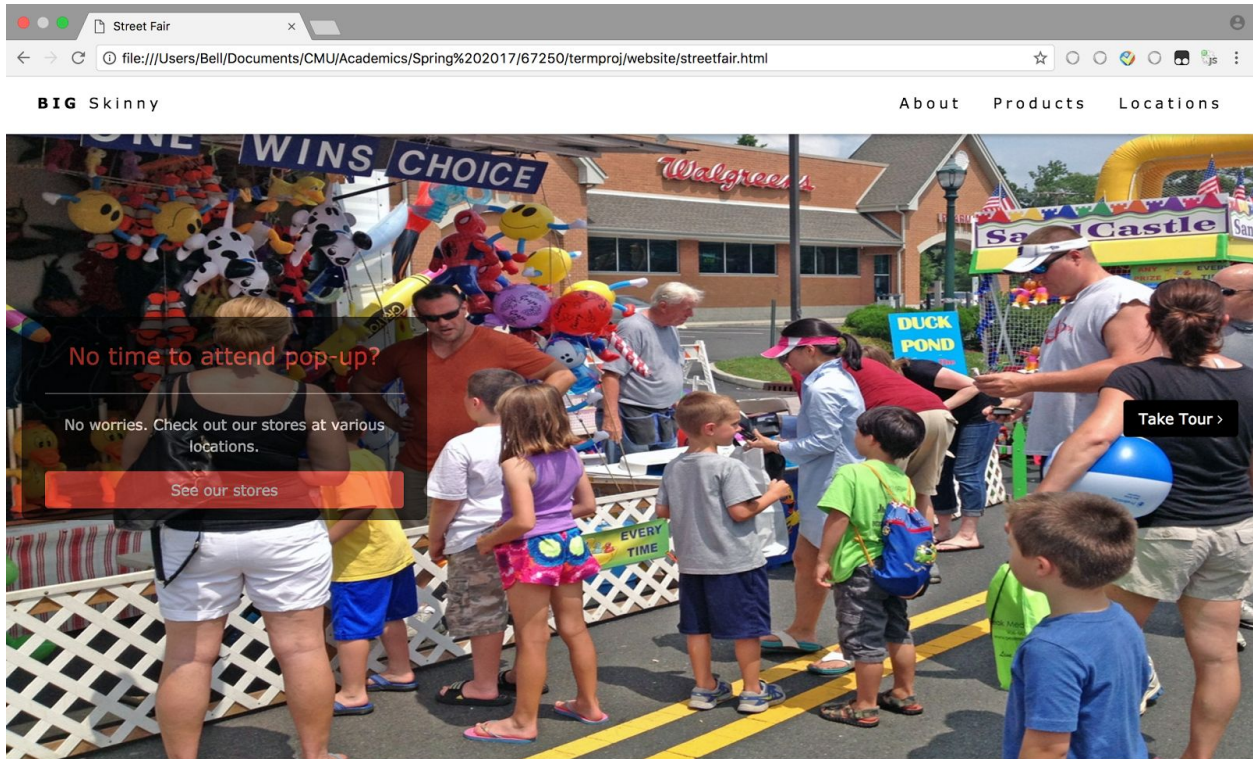 Street Fair
file:///Users/Bell/Documents/CMU/Academics/Spring%202017/67250/termproj/website/streetfair.html
BIG Skinny
About Products Locations
ONE WINS CHOICE
Walgreens
Sand Castle
DUCK
POND
No time to attend pop-up?
No worries. Check out our stores at various
locations.
See our stores
Take Tour >
EVERY
TIME